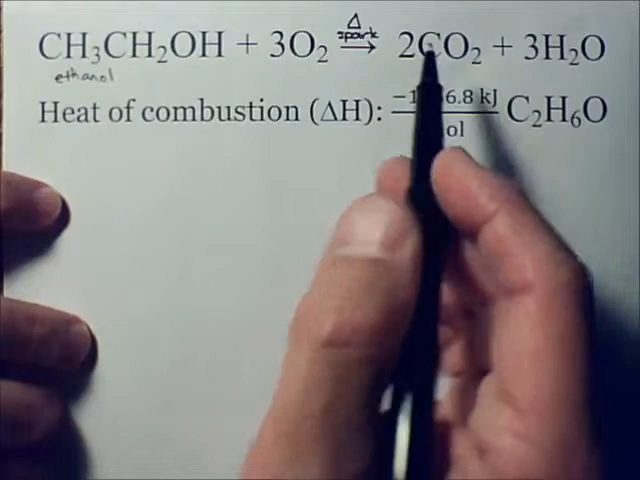 Δ
spark
CH₃CH₂OH + 3O₂ → 2CO₂ + 3H₂O
ethanol
Heat of combustion (ΔH): C₂H₆O
kJ